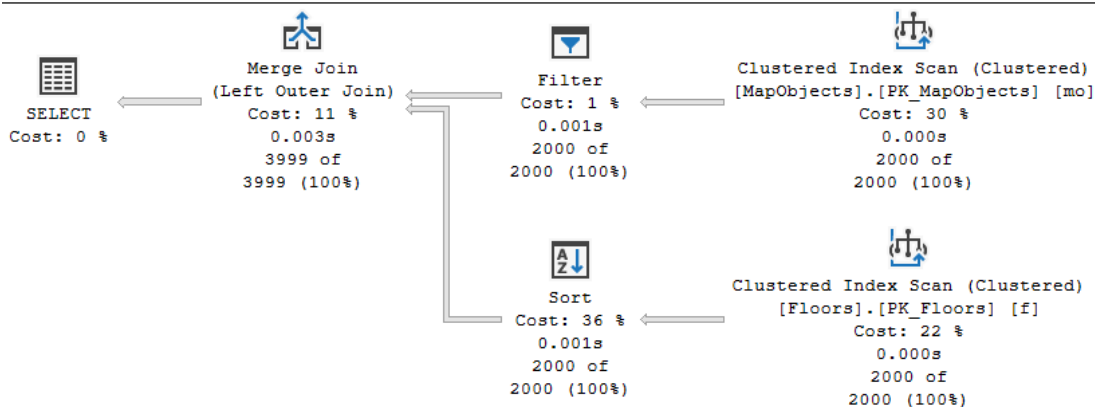 SELECT
Cost: 0 %
Merge Join
(Left Outer Join)
Cost: 11 %
0.003s
3999 of
3999 (100%)
Filter
Cost: 1 %
0.001s
2000 of
2000 (100%)
Clustered Index Scan (Clustered)
[MapObjects].[PK_MapObjects] [mo]
Cost: 30 %
0.000s
2000 of
2000 (100%)
A
Z
Sort
Cost: 36 %
0.001s
2000 of
2000 (100%)
Clustered Index Scan (Clustered)
[Floors].[PK_Floors] [f]
Cost: 22 %
0.000s
2000 of
2000 (100%)